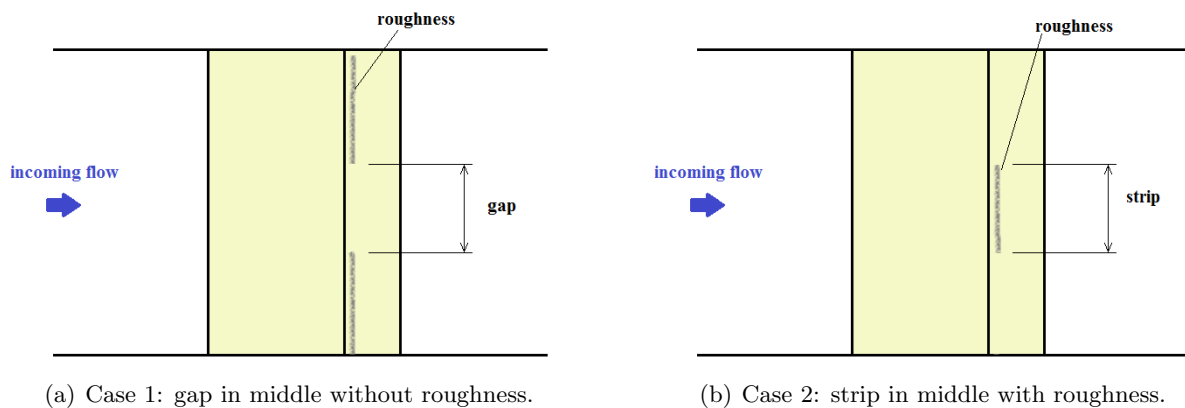 roughness
incoming flow
gap
(a) Case 1: gap in middle without roughness.
roughness
incoming flow
strip
(b) Case 2: strip in middle with roughness.